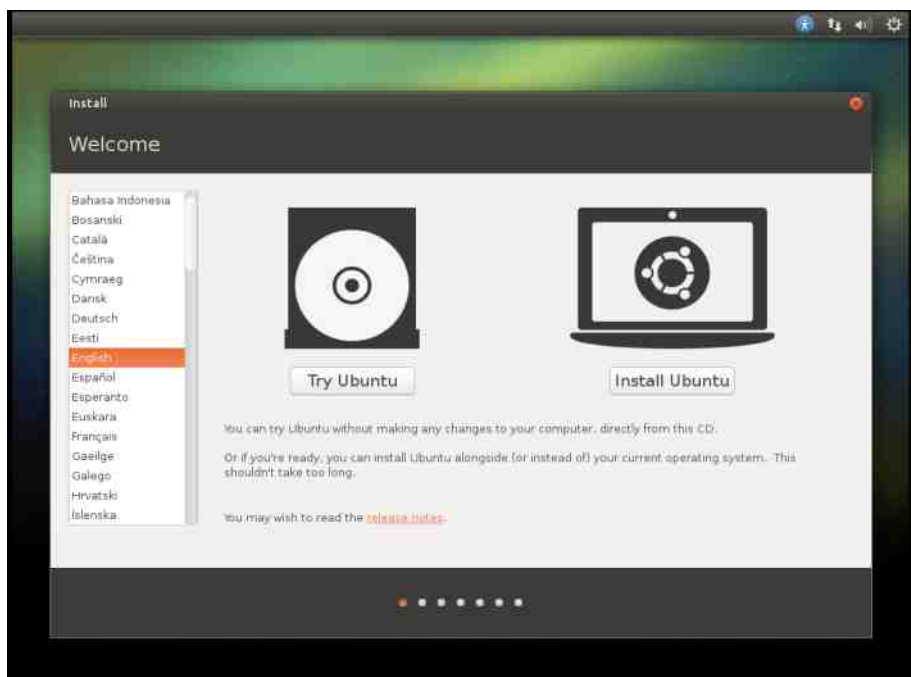 Install
Welcome
Bahasa Indonesia
Bosanski
Català
Čeština
Cymraeg
Dansk
Deutsch
Eesti
English
Español
Esperanto
Euskara
Français
Gaeilge
Galego
Hrvatski
Íslenska
Try Ubuntu
Install Ubuntu
You can try Ubuntu without making any changes to your computer, directly from this CD.
Or if you're ready, you can install Ubuntu alongside (or instead of) your current operating system. This
shouldn't take too long.
You may wish to read the release notes.